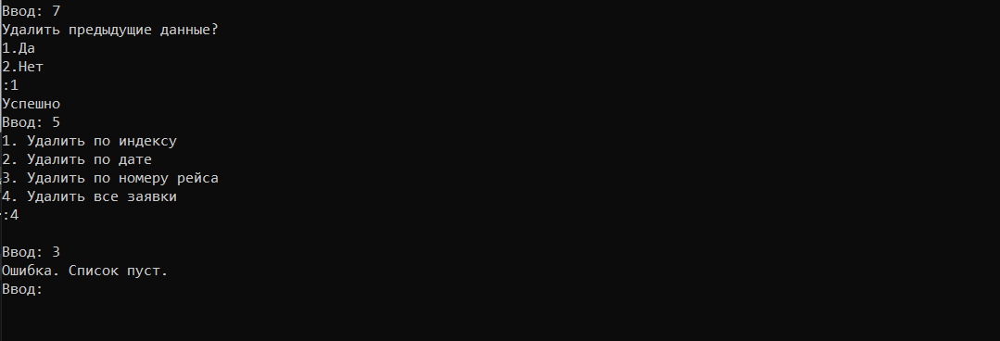 Ввод: 7
Удалить предыдущие данные?
1.Да
2.Нет
:1
Успешно
Ввод: 5
1. Удалить по индексу
2. Удалить по дате
3. Удалить по номеру рейса
4. Удалить все заявки
:4
Ввод: 3
Ошибка. Список пуст.
Ввод: